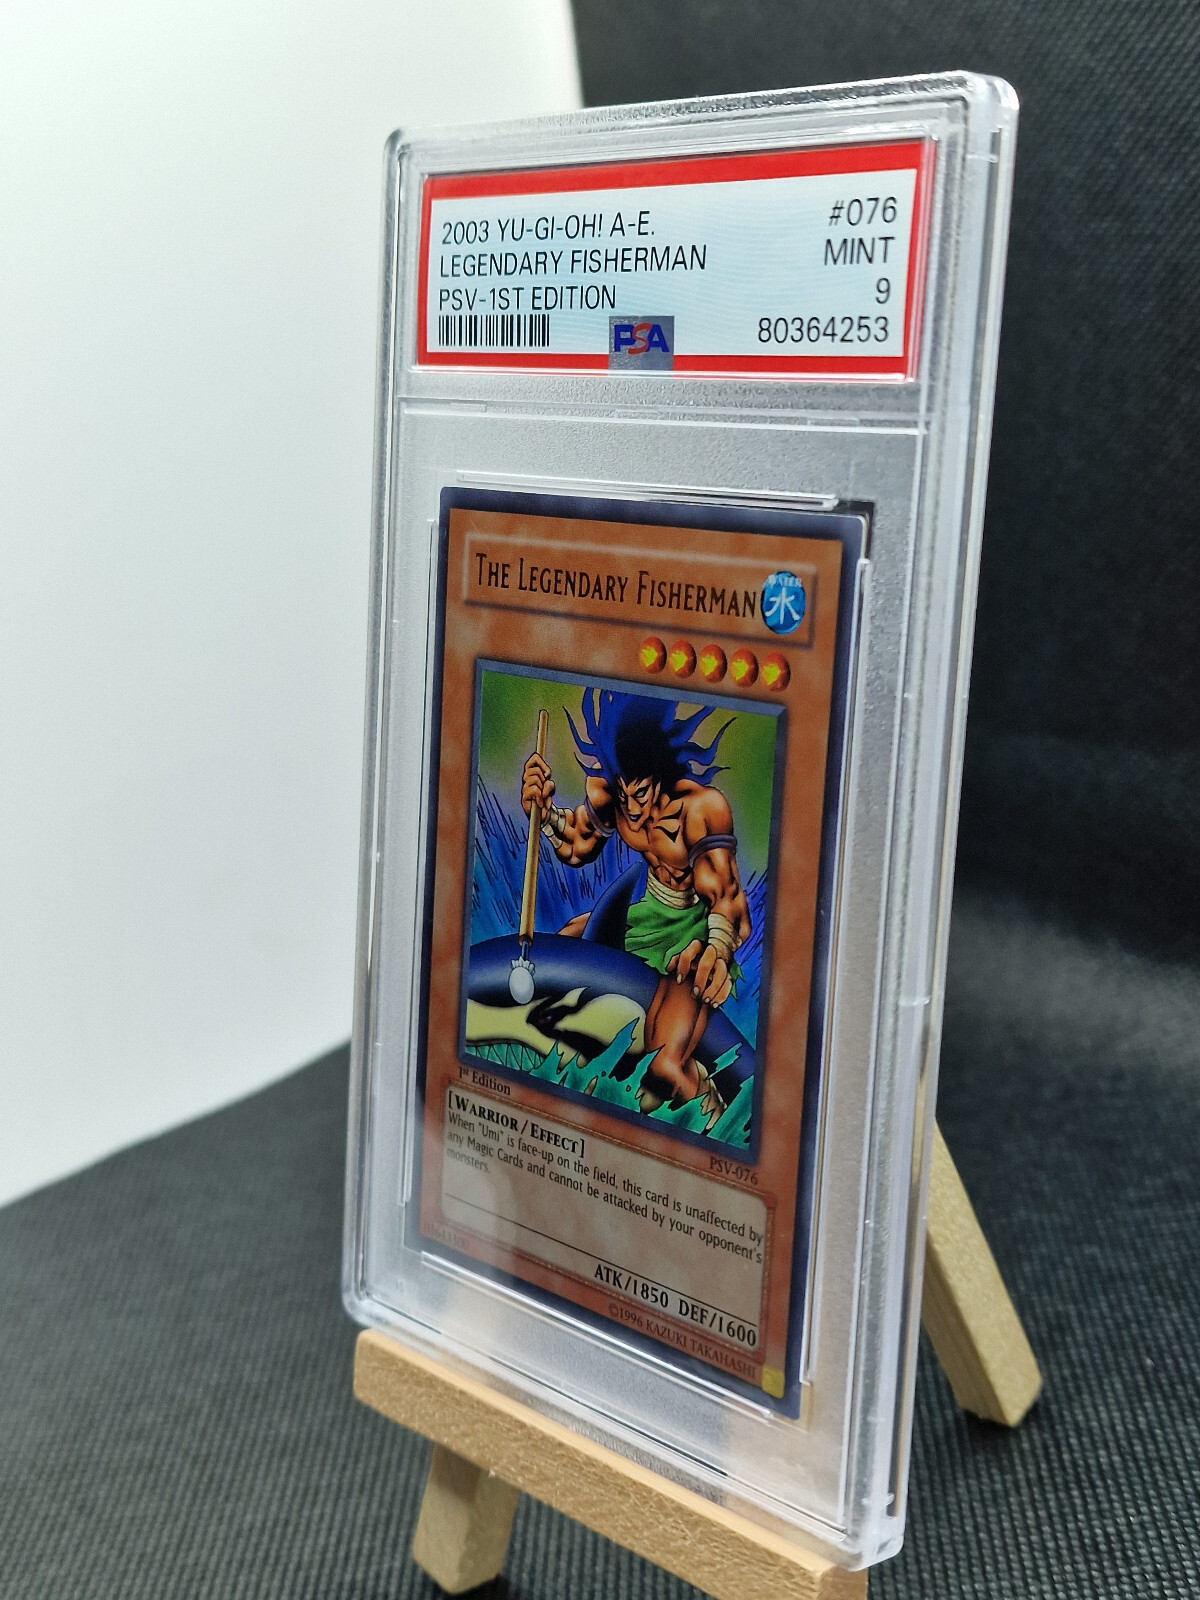 2003 YU-GI-OH! A-E. #076
LEGENDARY FISHERMAN MINT
PSV-1ST EDITION 9
PSA 80364253
THE LEGENDARY FISHERMAN
WATER
水
1st Edition
PSV-076
[WARRIOR/EFFECT]
When "Umi" is face-up on the field, this card is unaffected by
any Magic Cards and cannot be attacked by your opponent's
monsters.
ATK/1850 DEF/1600
©1996 KAZUKI TAKAHASHI